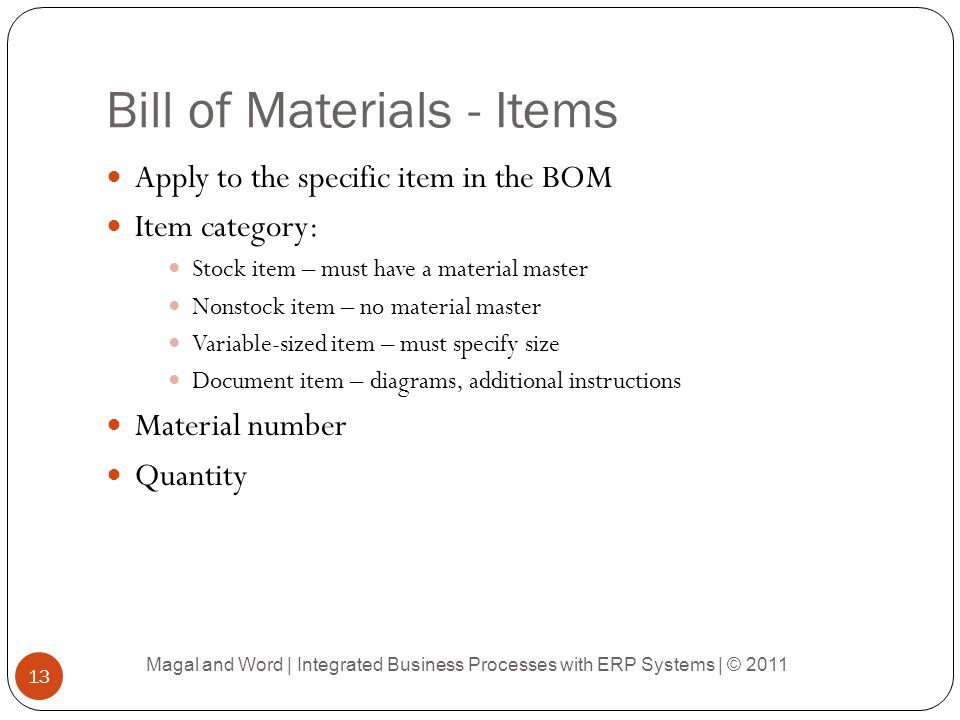 Bill of Materials - Items
Apply to the specific item in the BOM
Item category:
Stock item – must have a material master
Nonstock item – no material master
Variable-sized item – must specify size
Document item – diagrams, additional instructions
Material number
Quantity
Magal and Word | Integrated Business Processes with ERP Systems | © 2011
13